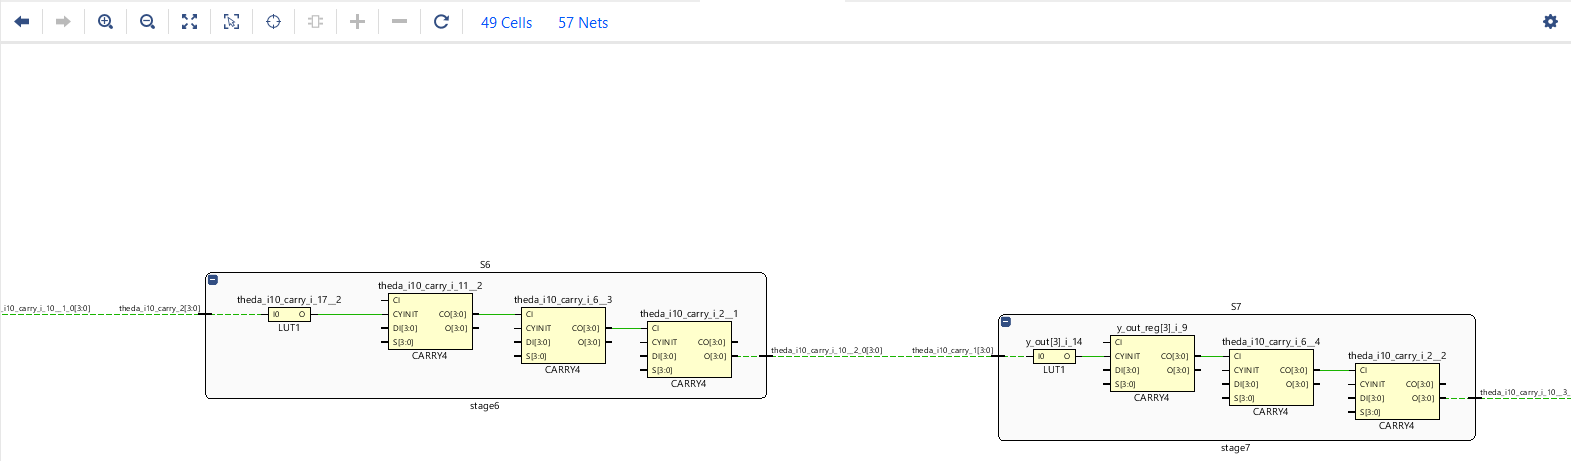 49 Cells 57 Nets
S6
theda_i10_carry_i_11__2
theda_i10_carry_i_17__2
theda_i10_carry_i_6__3
theda_i10_carry_i_2__1
_i10_carry_i_10__1_0[3:0]
theda_i10_carry_2[3:0]
I0 O
LUT1
CI
CYINIT CO[3:0]
DI[3:0] O[3:0]
S[3:0]
CARRY4
CI
CYINIT CO[3:0]
DI[3:0] O[3:0]
S[3:0]
CARRY4
CI
CYINIT CO[3:0]
DI[3:0] O[3:0]
S[3:0]
CARRY4
stage6
theda_i10_carry_i_10__2_0[3:0]
theda_i10_carry_1[3:0]
S7
y_out_reg[3]_i_9
y_out[3]_i_14
theda_i10_carry_i_6__4
theda_i10_carry_i_2__2
I0 O
LUT1
CI
CYINIT CO[3:0]
DI[3:0] O[3:0]
S[3:0]
CARRY4
CI
CYINIT CO[3:0]
DI[3:0] O[3:0]
S[3:0]
CARRY4
CI
CYINIT CO[3:0]
DI[3:0] O[3:0]
S[3:0]
CARRY4
theda_i10_carry_i_10__3_
stage7